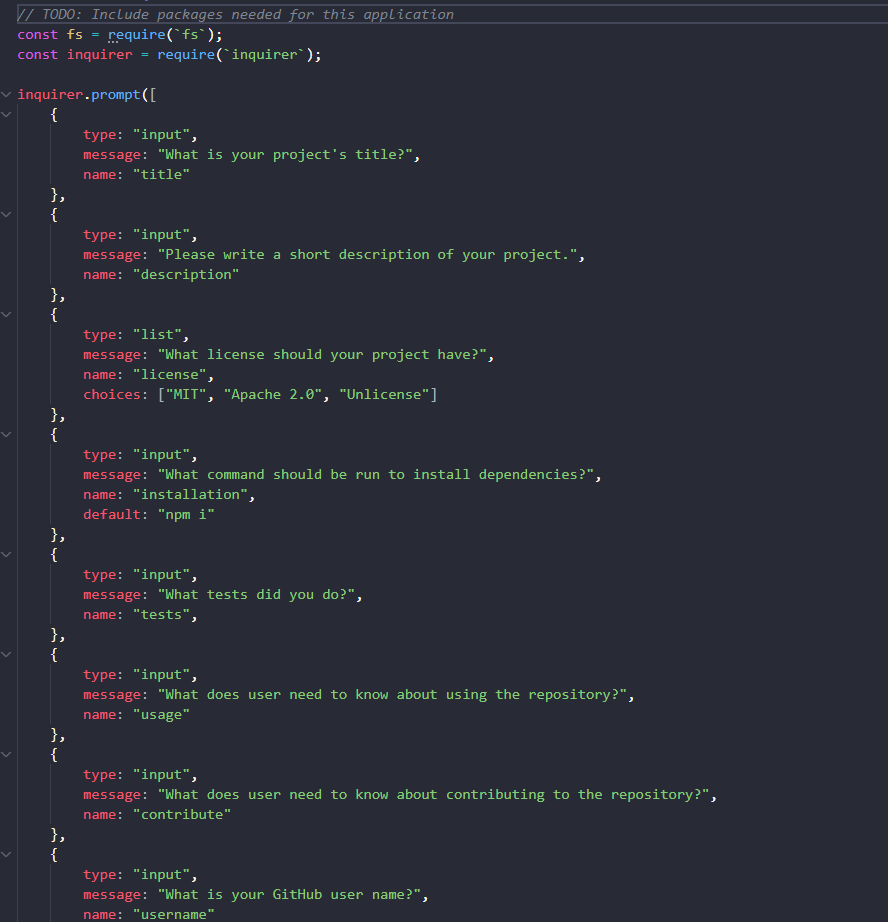 // TODO: Include packages needed for this application
const fs = require(`fs`);
const inquirer = require(`inquirer`);

inquirer.prompt([
    {
        type: "input",
        message: "What is your project's title?",
        name: "title"
    },
    {
        type: "input",
        message: "Please write a short description of your project.",
        name: "description"
    },
    {
        type: "list",
        message: "What license should your project have?",
        name: "license",
        choices: ["MIT", "Apache 2.0", "Unlicense"]
    },
    {
        type: "input",
        message: "What command should be run to install dependencies?",
        name: "installation",
        default: "npm i"
    },
    {
        type: "input",
        message: "What tests did you do?",
        name: "tests",
    },
    {
        type: "input",
        message: "What does user need to know about using the repository?",
        name: "usage"
    },
    {
        type: "input",
        message: "What does user need to know about contributing to the repository?",
        name: "contribute"
    },
    {
        type: "input",
        message: "What is your GitHub user name?",
        name: "username"